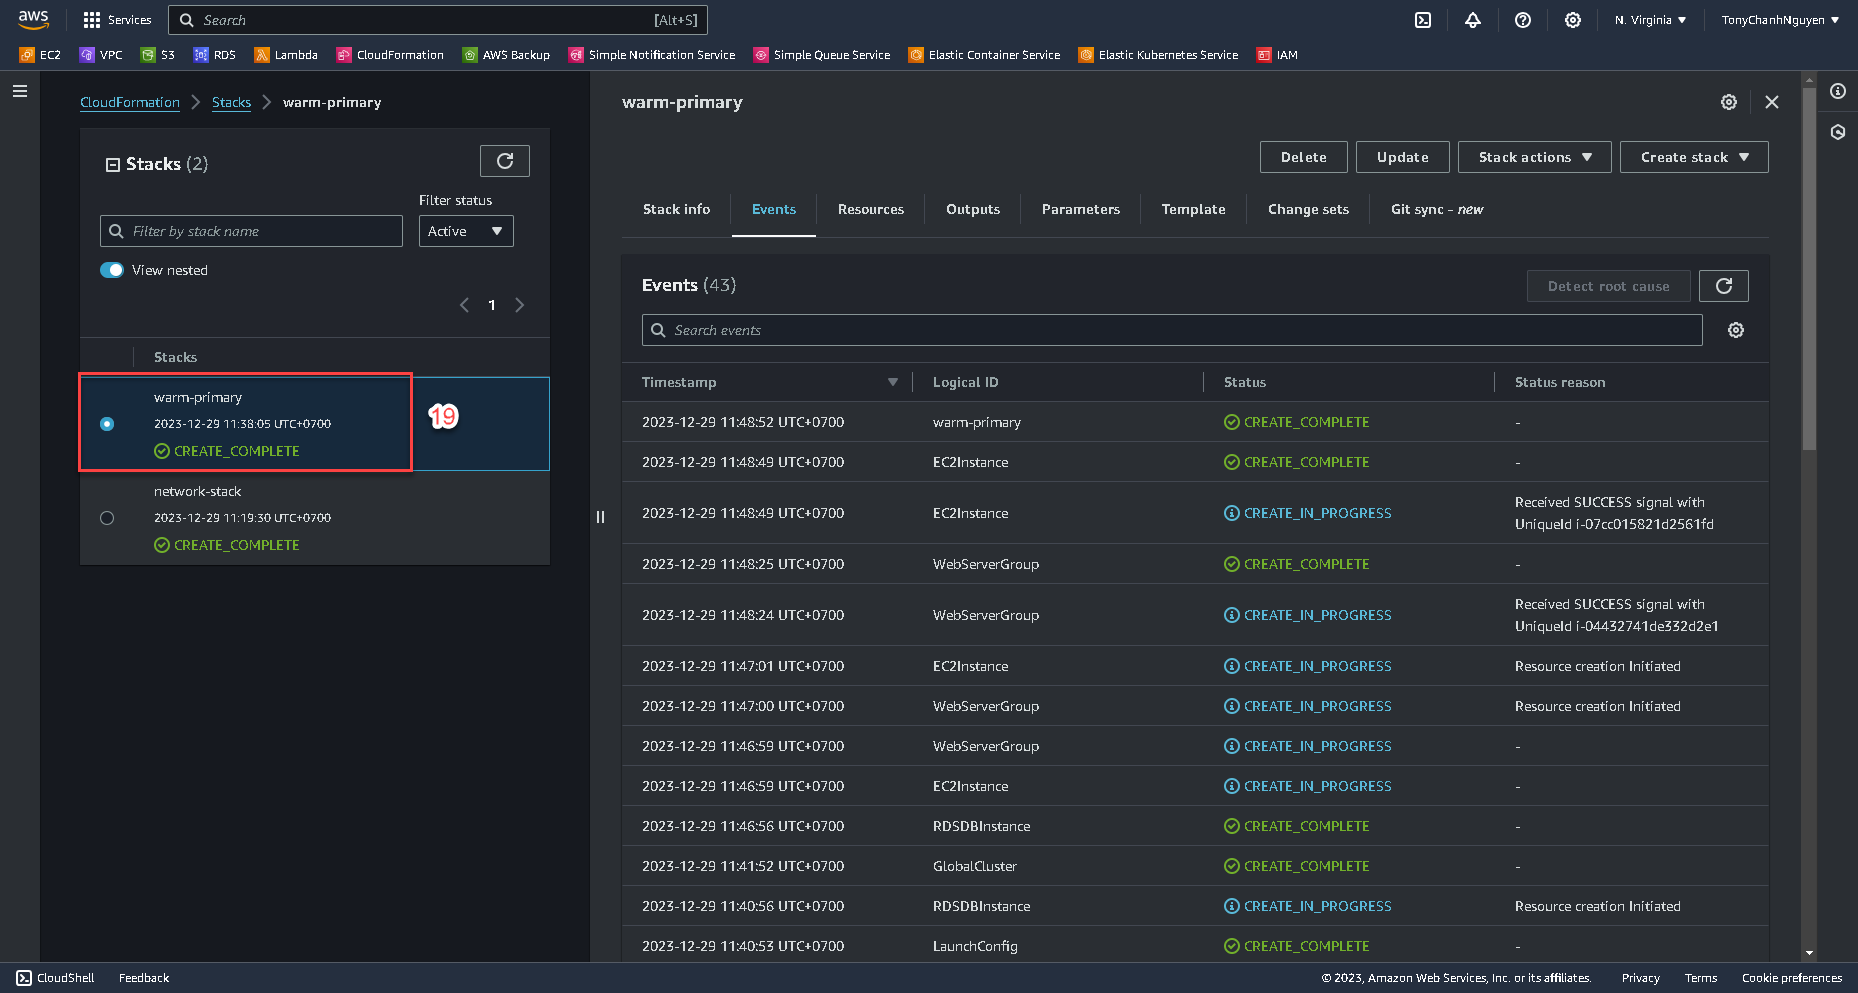 aws
Services
Search
[Alt+S]
N. Virginia
TonyChanhNguyen
EC2
VPC
S3
RDS
Lambda
CloudFormation
AWS Backup
Simple Notification Service
Simple Queue Service
Elastic Container Service
Elastic Kubernetes Service
IAM
CloudFormation
Stacks
warm-primary
Stacks (2)
Filter status
Filter by stack name
Active
View nested
1
Stacks
warm-primary
2023-12-29 11:38:05 UTC+0700
CREATE_COMPLETE
19
network-stack
2023-12-29 11:19:30 UTC+0700
CREATE_COMPLETE
warm-primary
Delete
Update
Stack actions
Create stack
Stack info
Events
Resources
Outputs
Parameters
Template
Change sets
Git sync - new
Events (43)
Detect root cause
Search events
Timestamp Logical ID Status Status reason
2023-12-29 11:48:52 UTC+0700 warm-primary CREATE_COMPLETE -
2023-12-29 11:48:49 UTC+0700 EC2Instance CREATE_COMPLETE -
2023-12-29 11:48:49 UTC+0700 EC2Instance CREATE_IN_PROGRESS Received SUCCESS signal with
UniqueId i-07cc015821d2561fd
2023-12-29 11:48:25 UTC+0700 WebServerGroup CREATE_COMPLETE -
2023-12-29 11:48:24 UTC+0700 WebServerGroup CREATE_IN_PROGRESS Received SUCCESS signal with
UniqueId i-04432741de332d2e1
2023-12-29 11:47:01 UTC+0700 EC2Instance CREATE_IN_PROGRESS Resource creation Initiated
2023-12-29 11:47:00 UTC+0700 WebServerGroup CREATE_IN_PROGRESS Resource creation Initiated
2023-12-29 11:46:59 UTC+0700 WebServerGroup CREATE_IN_PROGRESS -
2023-12-29 11:46:59 UTC+0700 EC2Instance CREATE_IN_PROGRESS -
2023-12-29 11:46:56 UTC+0700 RDSDBInstance CREATE_COMPLETE -
2023-12-29 11:41:52 UTC+0700 GlobalCluster CREATE_COMPLETE -
2023-12-29 11:40:56 UTC+0700 RDSDBInstance CREATE_IN_PROGRESS Resource creation Initiated
2023-12-29 11:40:53 UTC+0700 LaunchConfig CREATE_COMPLETE -
CloudShell
Feedback
© 2023, Amazon Web Services, Inc. or its affiliates.
Privacy
Terms
Cookie preferences